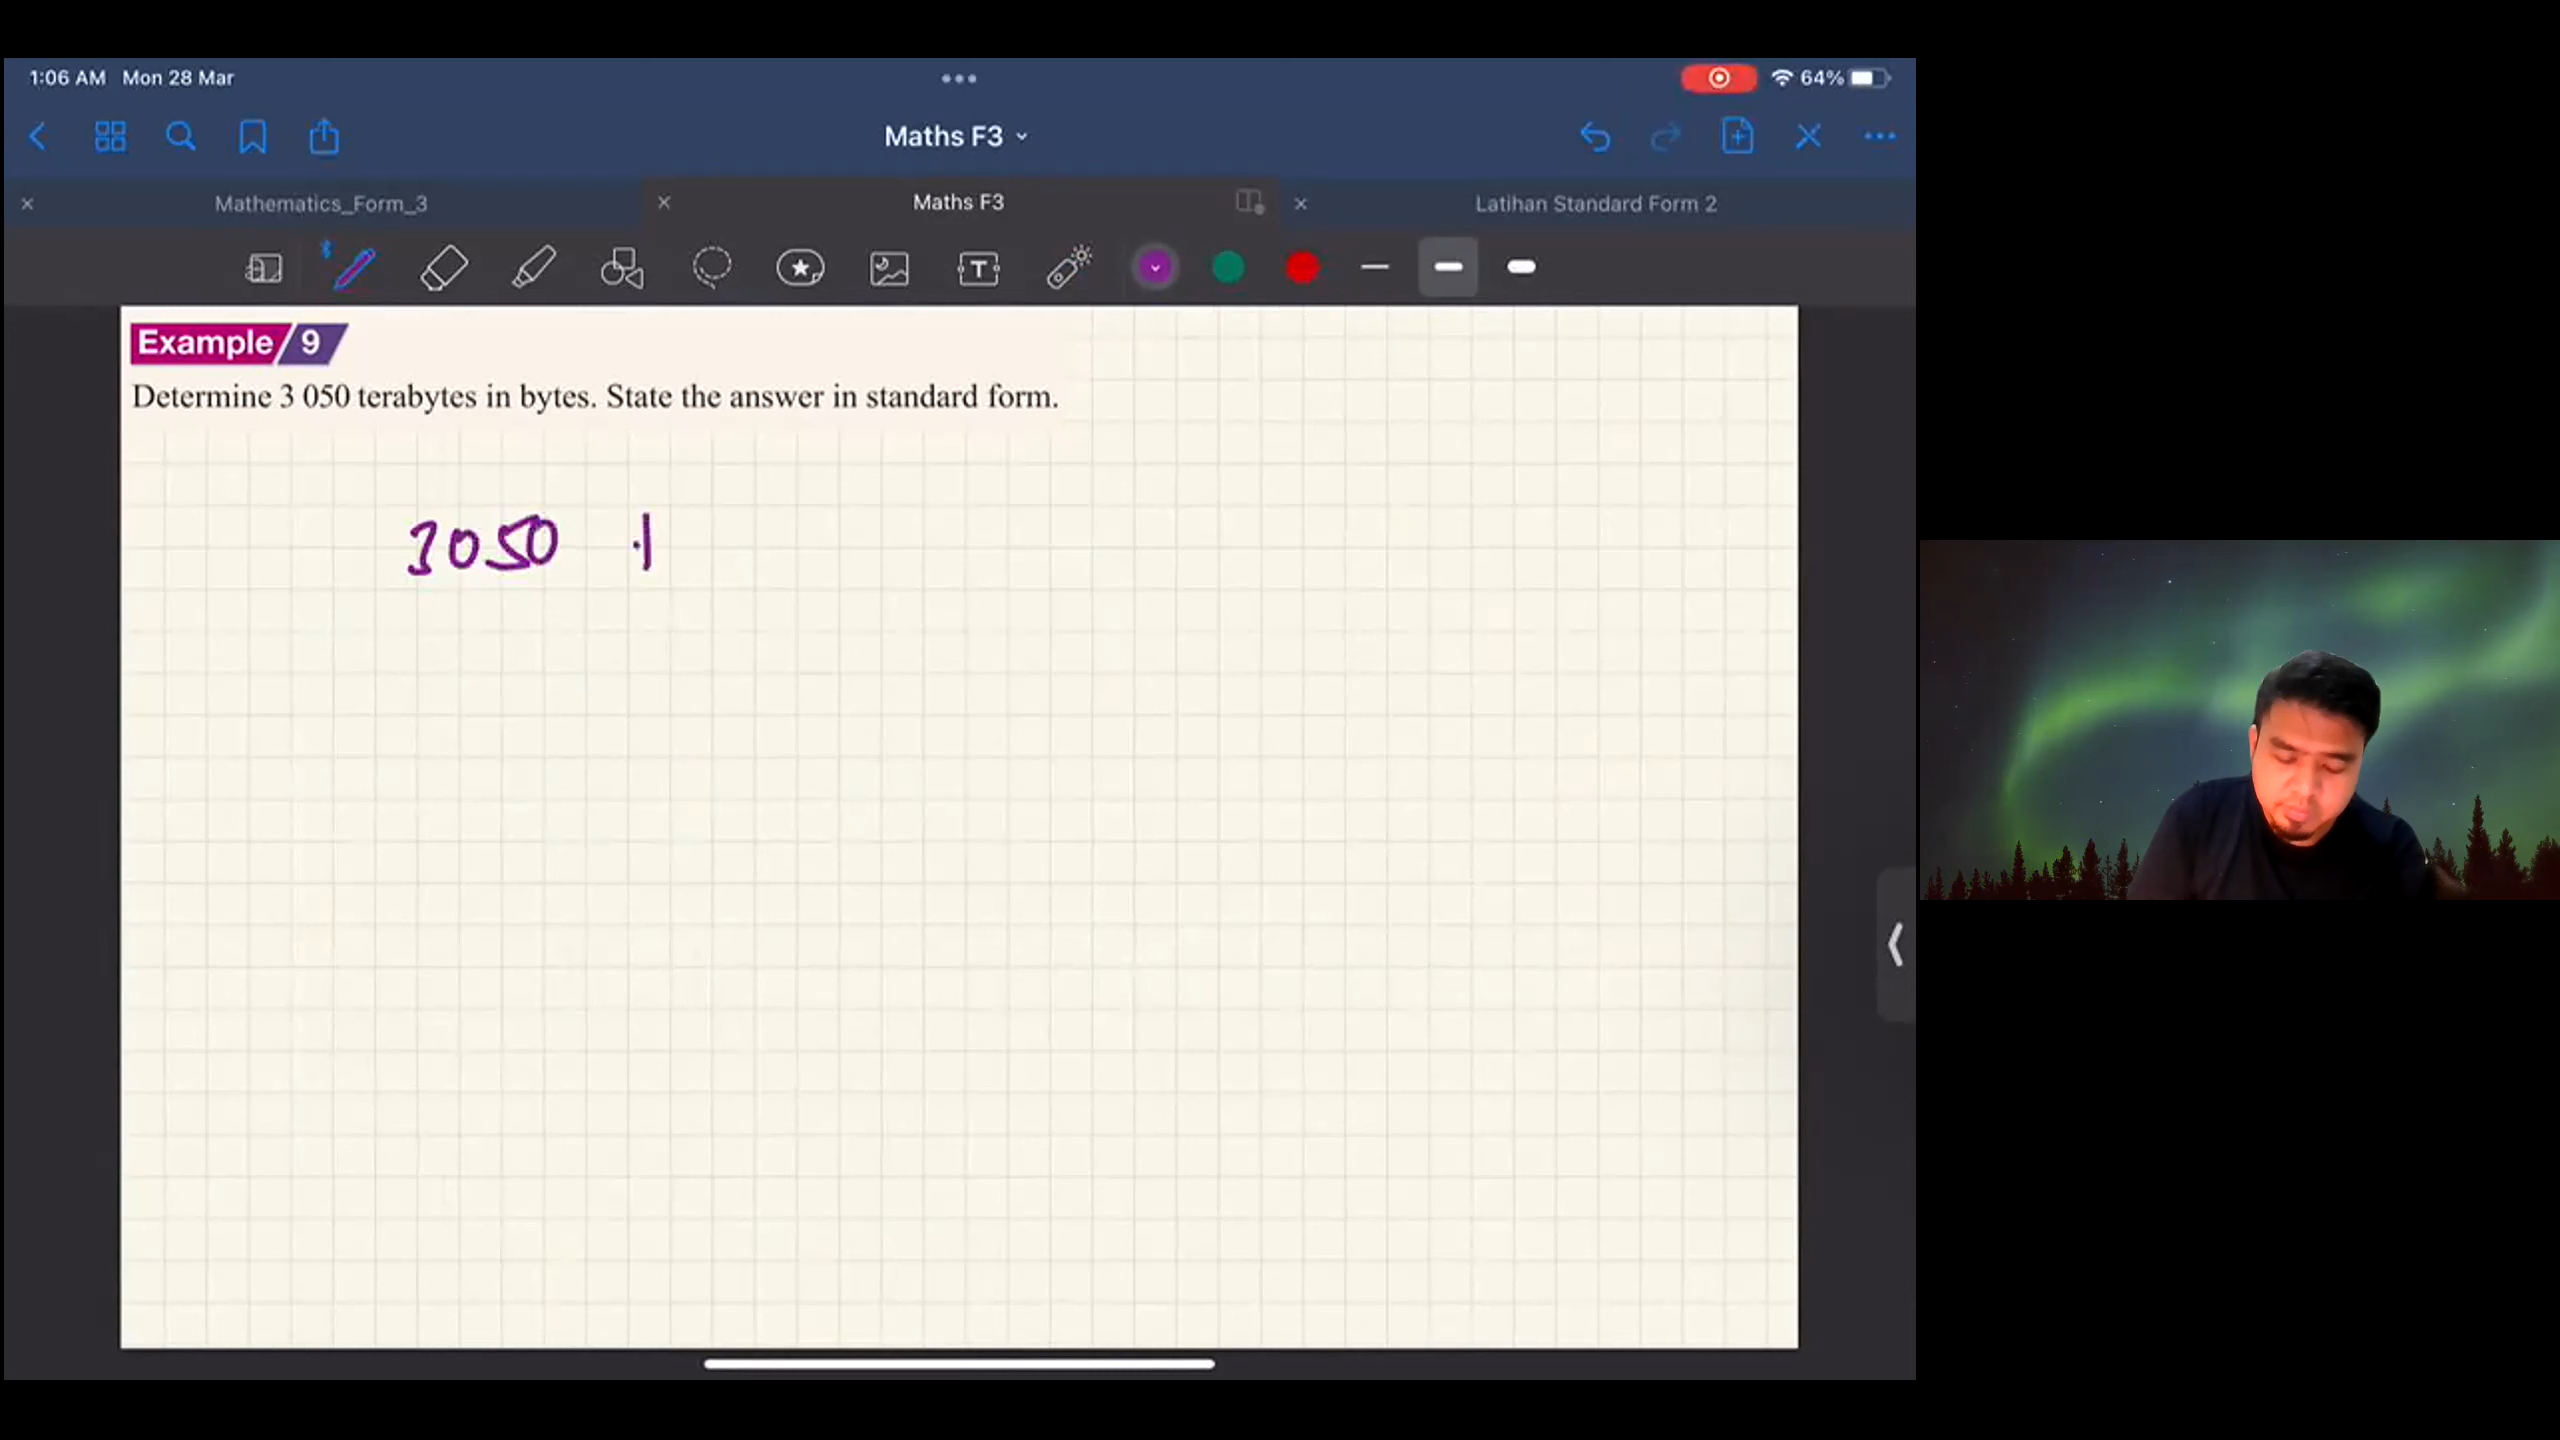 1:06 AM Mon 28 Mar
64%
Maths F3
Mathematics_Form_3
Maths F3
Latihan Standard Form 2
T
Example 9
Determine 3 050 terabytes in bytes. State the answer in standard form.
3050